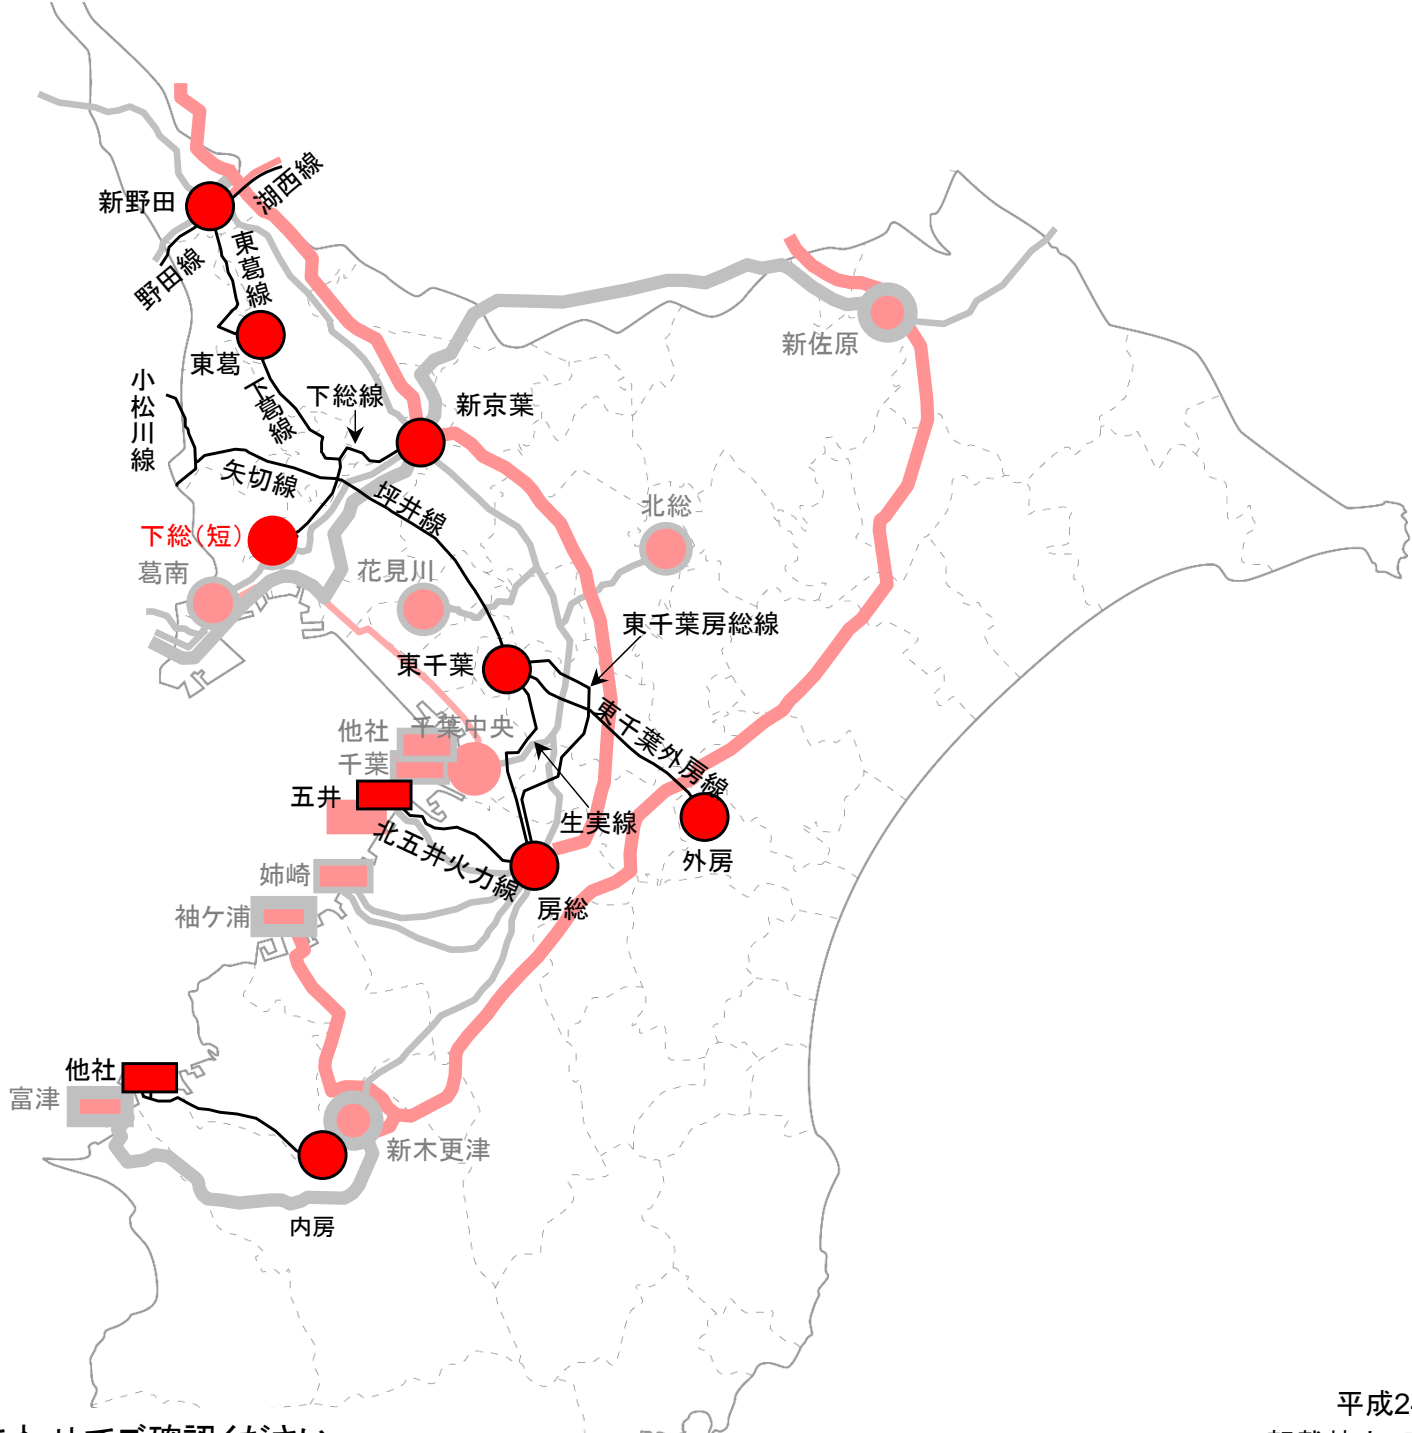 湖西線
新野田
東葛線
野田線
新佐原
東葛
小松川線
下葛線
下総線
新京葉
矢切線
坪井線
北総
下総(短)
葛南
花見川
東千葉房総線
東千葉
他社
千葉中央
千葉
東千葉外房線
五井
北五井火力線
生実線
外房
姉崎
房総
袖ケ浦
他社
富津
新木更津
内房
平成2